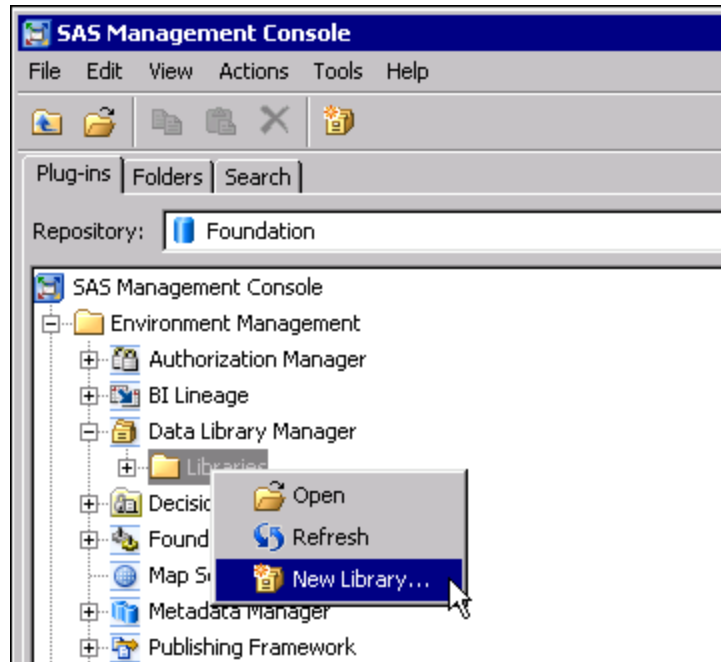 SAS Management Console
File Edit View Actions Tools Help
Plug-ins Folders Search
Repository: Foundation
SAS Management Console
Environment Management
Authorization Manager
BI Lineage
Data Library Manager
Libraries
Open
Decisio
Refresh
Found
New Library...
Map Se
Metadata Manager
Publishing Framework